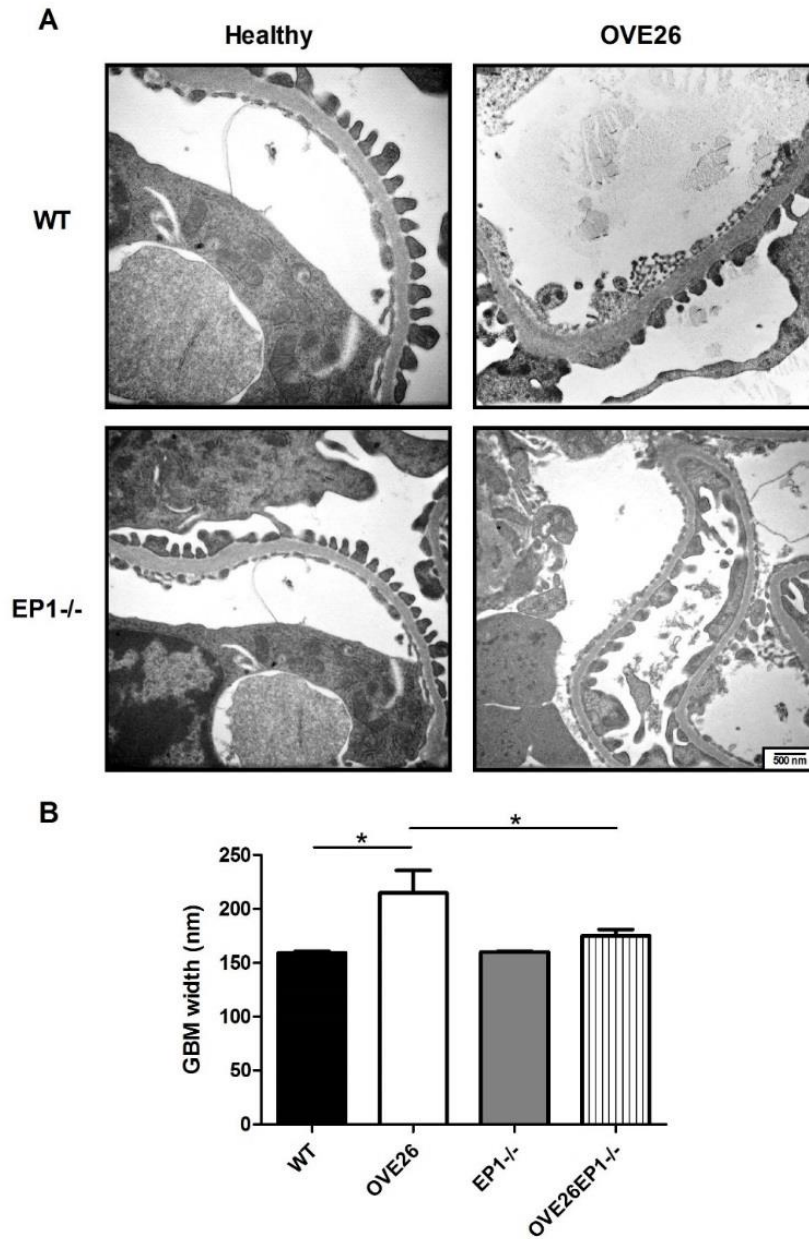 A
Healthy OVE26
WT
EP1-/-
500 nm
B
* *
250
200
150
100
50
0
GBM width (nm)
WT OVE26 EP1-/- OVE26EP1-/-